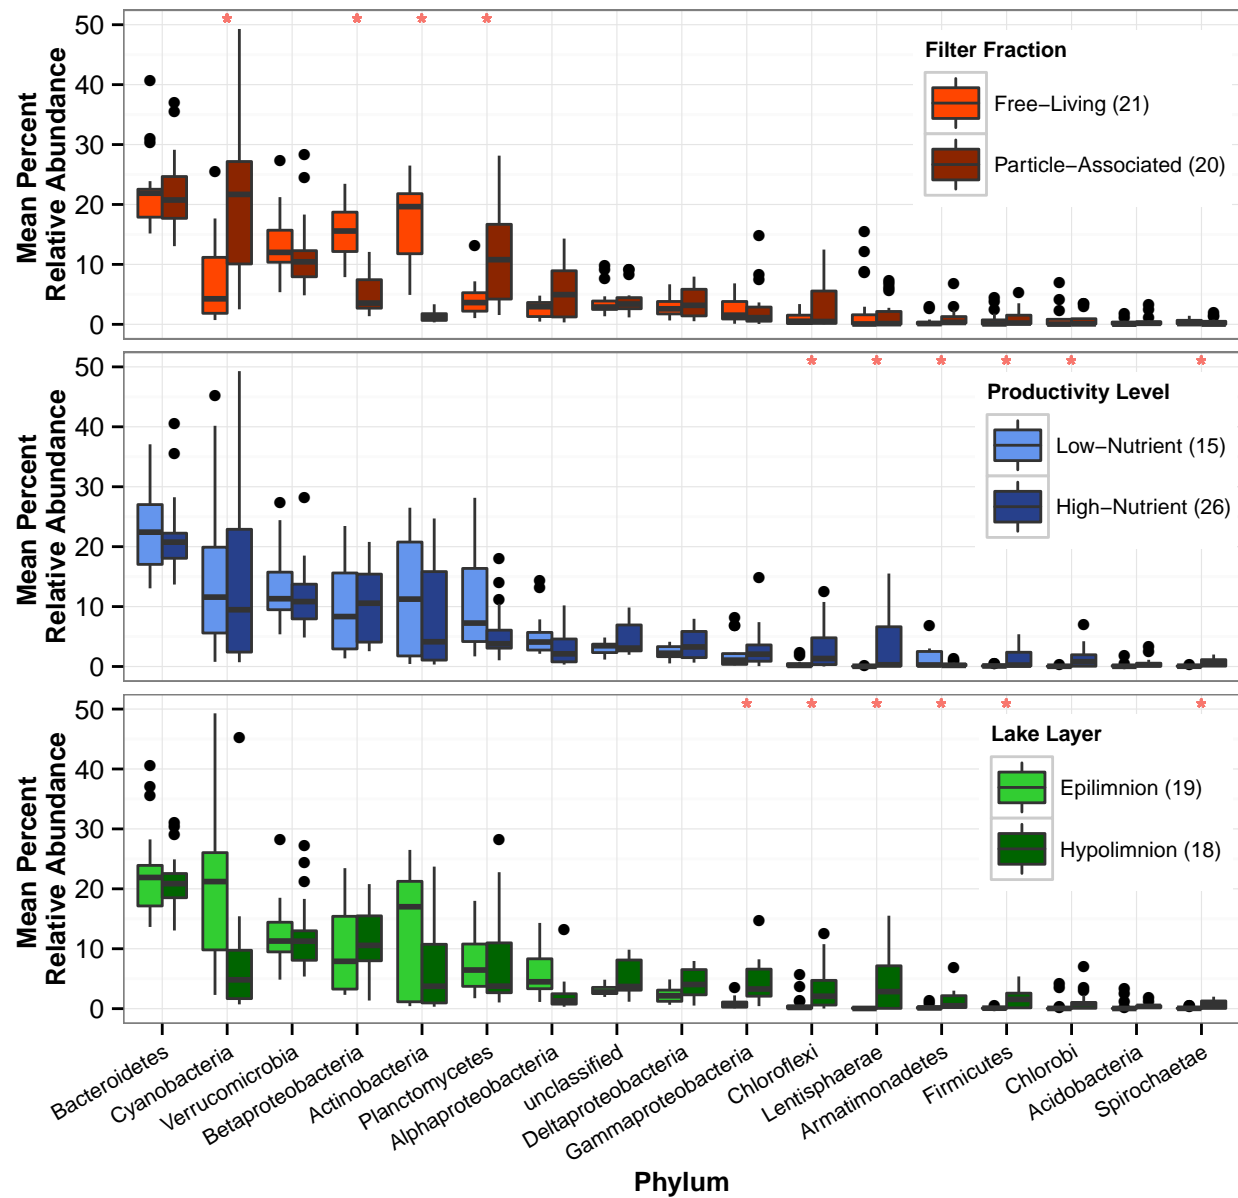 Mean Percent
Relative Abundance
50
40
30
20
10
0
* * * *
Filter Fraction
Free−Living (21)
Particle−Associated (20)
Mean Percent
Relative Abundance
50
40
30
20
10
0
* * * * * *
Productivity Level
Low−Nutrient (15)
High−Nutrient (26)
Mean Percent
Relative Abundance
50
40
30
20
10
0
* * * * * *
Lake Layer
Epilimnion (19)
Hypolimnion (18)
Bacteroidetes
Cyanobacteria
Verrucomicrobia
Betaproteobacteria
Actinobacteria
Planctomycetes
Alphaproteobacteria
unclassified
Deltaproteobacteria
Gammaproteobacteria
Chloroflexi
Lentisphaerae
Armatimonadetes
Firmicutes
Chlorobi
Acidobacteria
Spirochaetae
Phylum